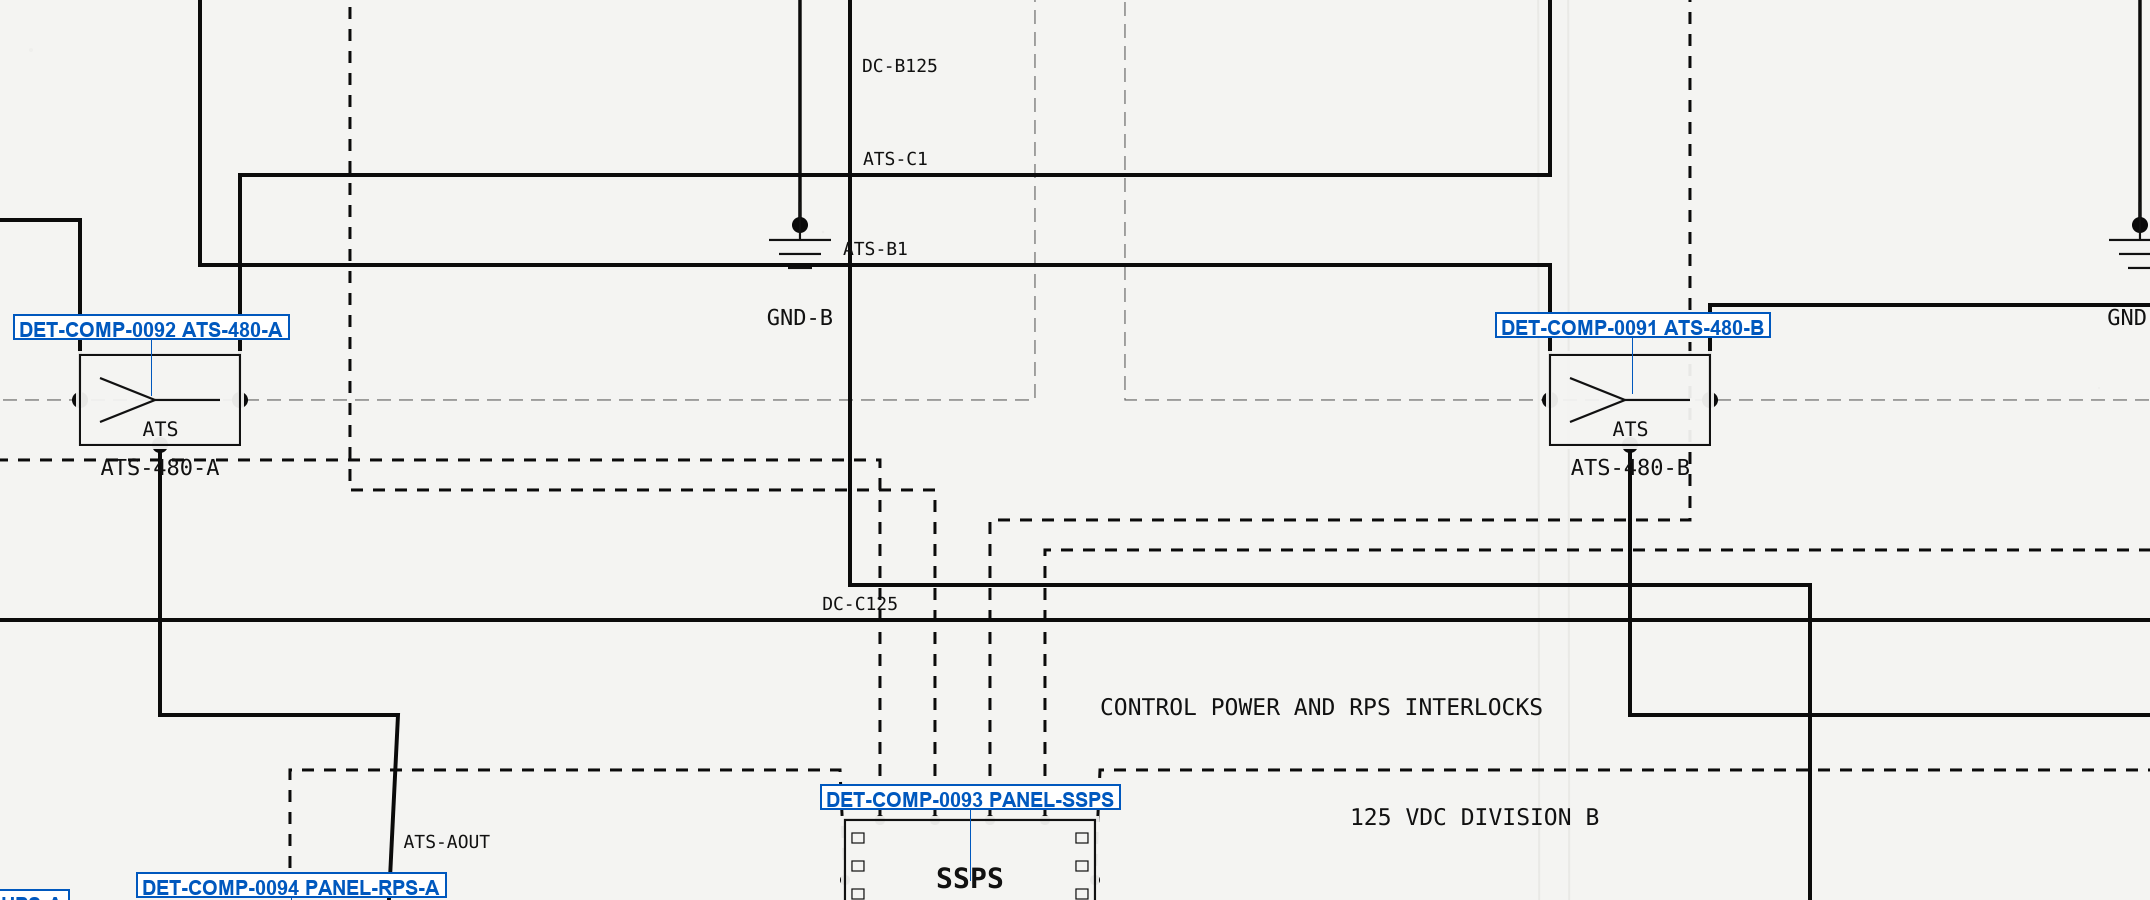 DC-B125
ATS-C1
ATS-B1
GND-B
GND
DET-COMP-0092 ATS-480-A
DET-COMP-0091 ATS-480-B
ATS
ATS
ATS-480-A
ATS-480-B
DC-C125
CONTROL POWER AND RPS INTERLOCKS
DET-COMP-0093 PANEL-SSPS
125 VDC DIVISION B
ATS-AOUT
SSPS
DET-COMP-0094 PANEL-RPS-A